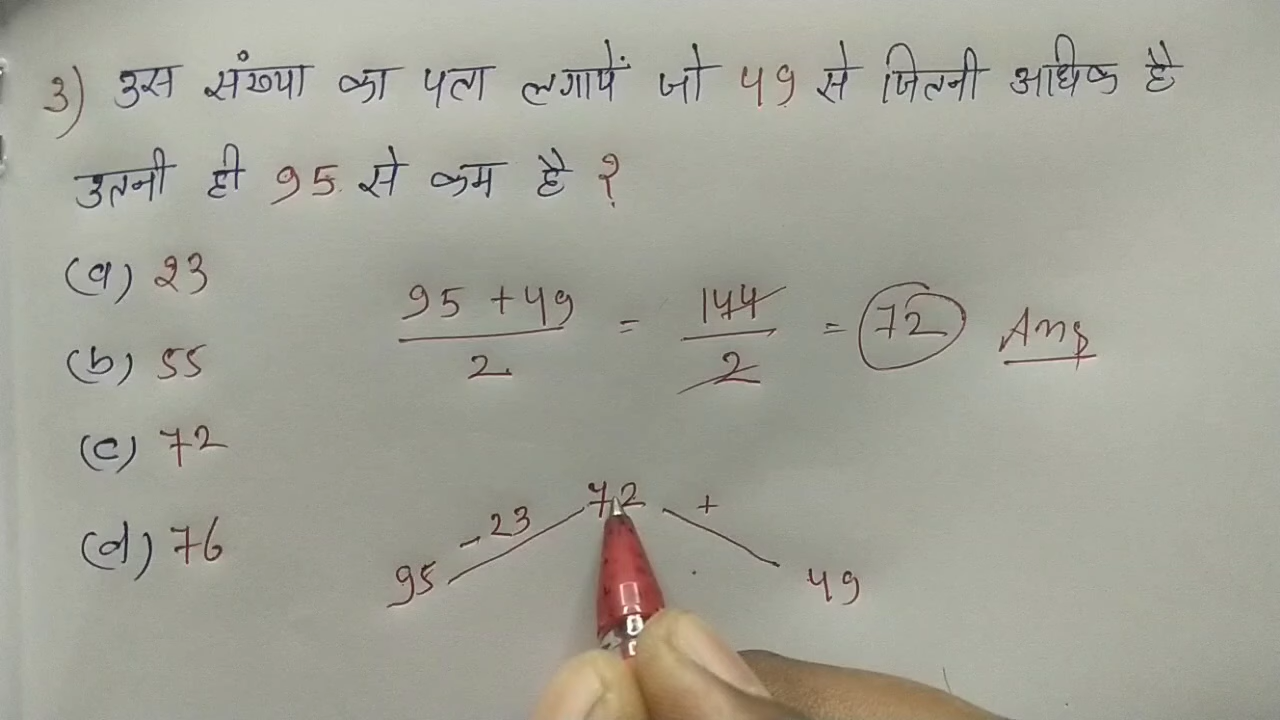 3) उस संख्या का पता लगायें जो 49 से जितनी अधिक है
उतनी ही 95 से कम है ?
(a) 23
(b) 55
(c) 72
(d) 76
95 + 49 / 2 = 144 / 2 = 72 Ans
72
- 23 +
95 49